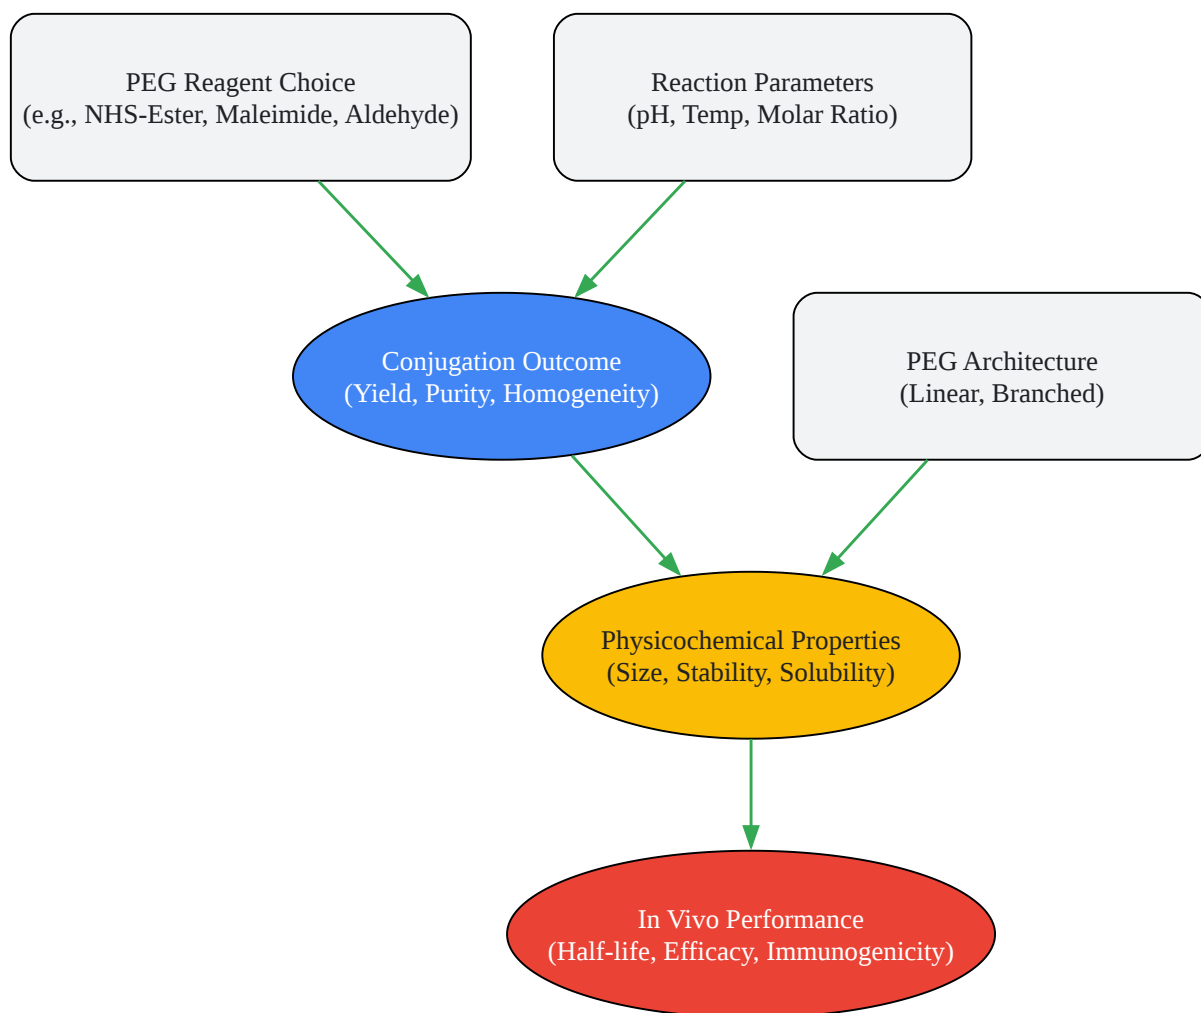 PEG Reagent Choice
(e.g., NHS-Ester, Maleimide, Aldehyde)
Reaction Parameters
(pH, Temp, Molar Ratio)
Conjugation Outcome
(Yield, Purity, Homogeneity)
PEG Architecture
(Linear, Branched)
Physicochemical Properties
(Size, Stability, Solubility)
In Vivo Performance
(Half-life, Efficacy, Immunogenicity)